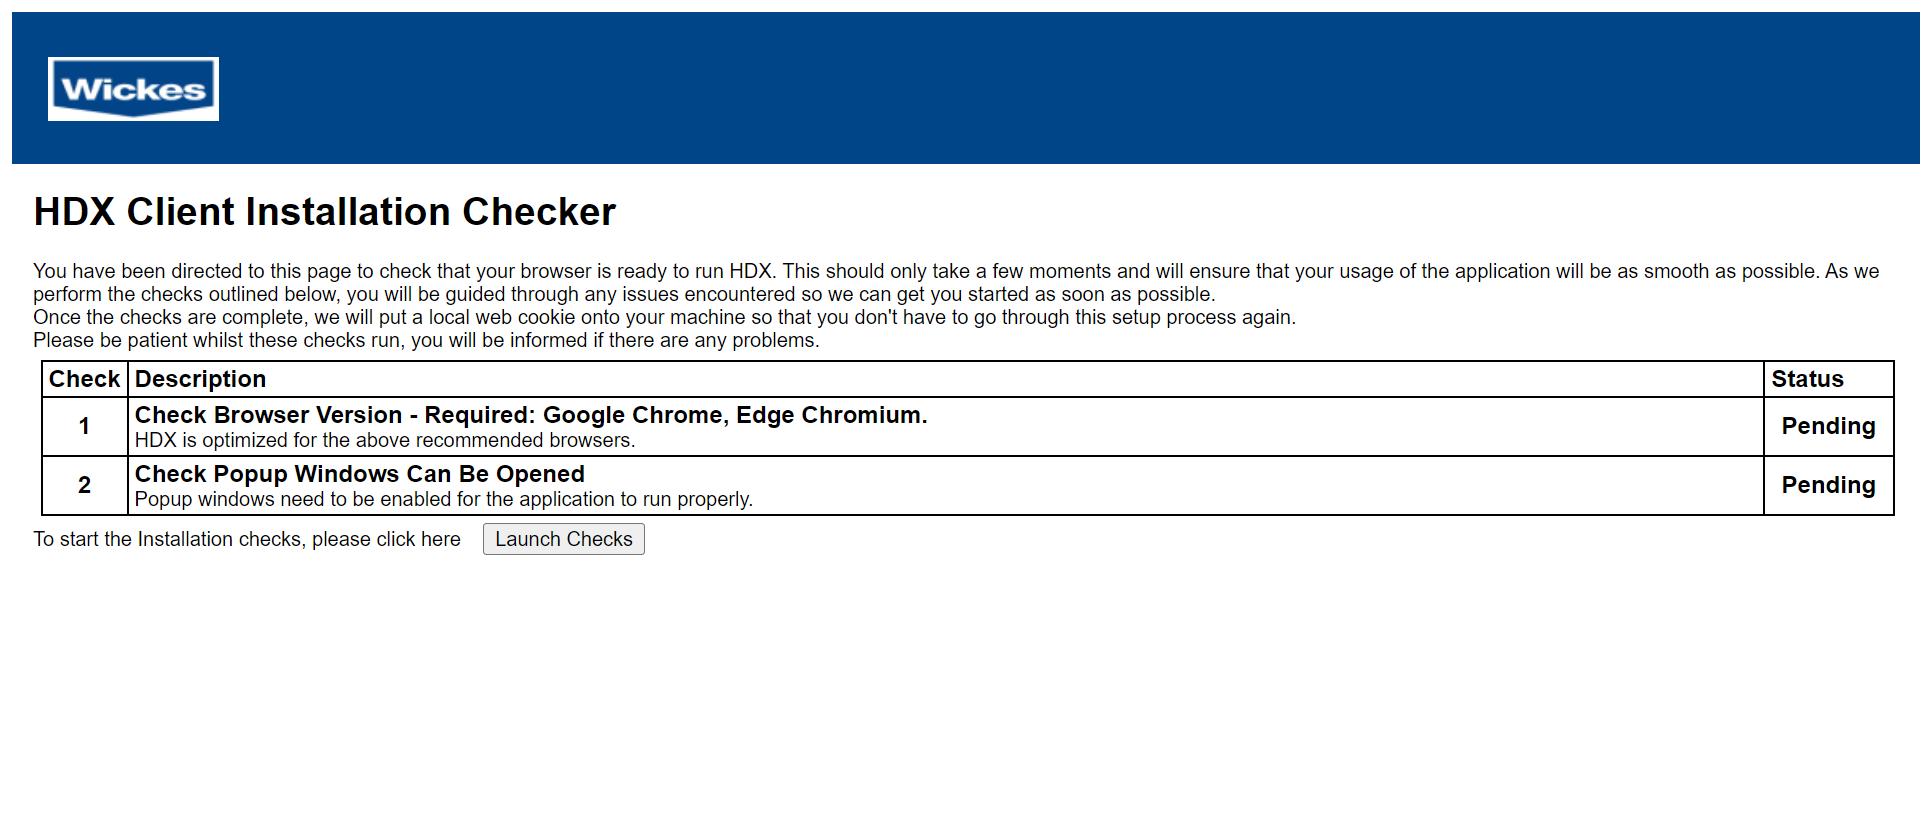 Wickes
HDX Client Installation Checker
You have been directed to this page to check that your browser is ready to run HDX. This should only take a few moments and will ensure that your usage of the application will be as smooth as possible. As we
perform the checks outlined below, you will be guided through any issues encountered so we can get you started as soon as possible.
Once the checks are complete, we will put a local web cookie onto your machine so that you don't have to go through this setup process again.
Please be patient whilst these checks run, you will be informed if there are any problems.
Check Description Status
1 Check Browser Version - Required: Google Chrome, Edge Chromium. Pending
HDX is optimized for the above recommended browsers.
2 Check Popup Windows Can Be Opened Pending
Popup windows need to be enabled for the application to run properly.
To start the Installation checks, please click here Launch Checks